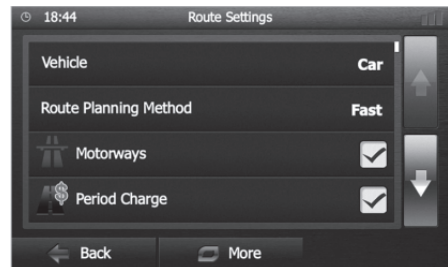 18:44 Route Settings
Vehicle Car
Route Planning Method Fast
Motorways
Period Charge
Back More